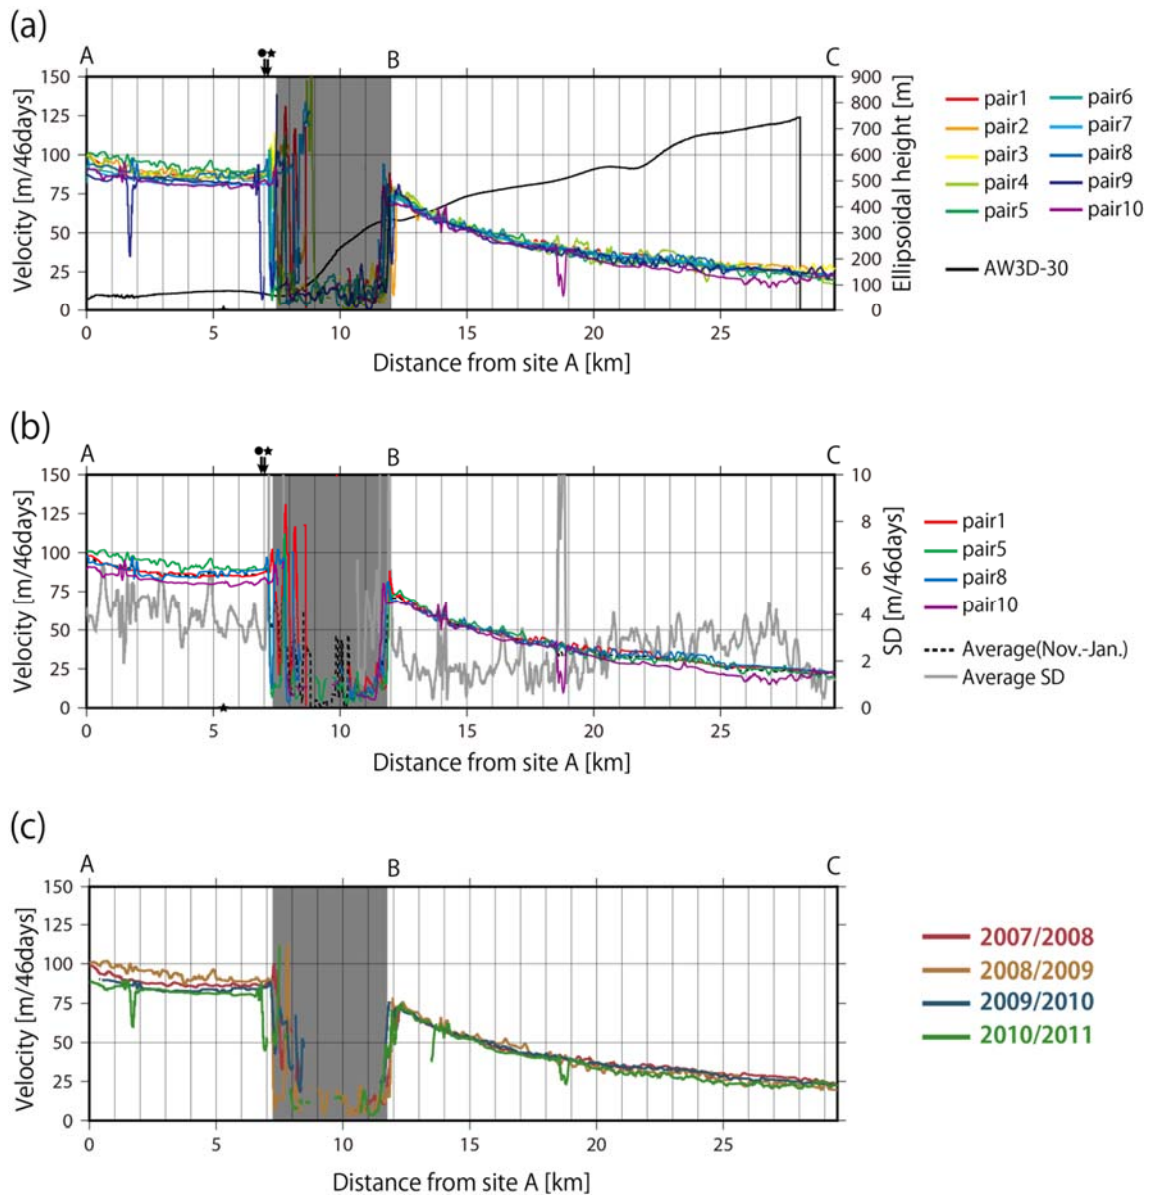 (a)
A
B
C
150
125
100
75
50
25
0
Velocity [m/46days]
900
800
700
600
500
400
300
200
100
0
Ellipsoidal height [m]
0 5 10 15 20 25
Distance from site A [km]
pair1 pair6
pair2 pair7
pair3 pair8
pair4 pair9
pair5 pair10
AW3D-30
(b)
A
B
C
150
125
100
75
50
25
0
Velocity [m/46days]
10
8
6
4
2
0
SD [m/46days]
0 5 10 15 20 25
Distance from site A [km]
pair1
pair5
pair8
pair10
Average(Nov.-Jan.)
Average SD
(c)
A
B
C
150
125
100
75
50
25
0
Velocity [m/46days]
0 5 10 15 20 25
Distance from site A [km]
2007/2008
2008/2009
2009/2010
2010/2011